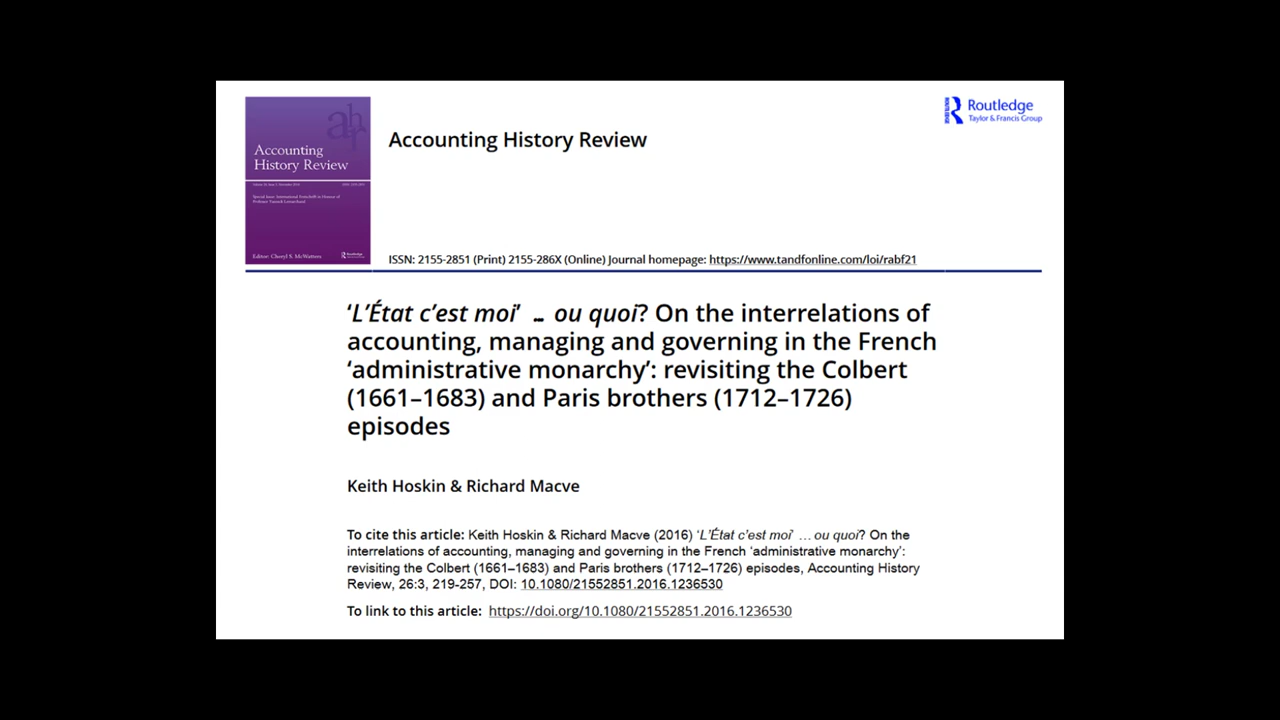 ahr
Accounting
History Review
Editor: Cheryl S. McWatters
Routledge
Taylor & Francis Group
ROUTLEDGE
Accounting History Review
ISSN: 2155-2851 (Print) 2155-286X (Online) Journal homepage: https://www.tandfonline.com/loi/rabf21
‘L’État c’est moi’ ... ou quoi? On the interrelations of
accounting, managing and governing in the French
‘administrative monarchy’: revisiting the Colbert
(1661–1683) and Paris brothers (1712–1726)
episodes
Keith Hoskin & Richard Macve
To cite this article: Keith Hoskin & Richard Macve (2016) ‘L’État c’est moi’ … ou quoi? On the
interrelations of accounting, managing and governing in the French ‘administrative monarchy’:
revisiting the Colbert (1661–1683) and Paris brothers (1712–1726) episodes, Accounting History
Review, 26:3, 219-257, DOI: 10.1080/21552851.2016.1236530
To link to this article: https://doi.org/10.1080/21552851.2016.1236530